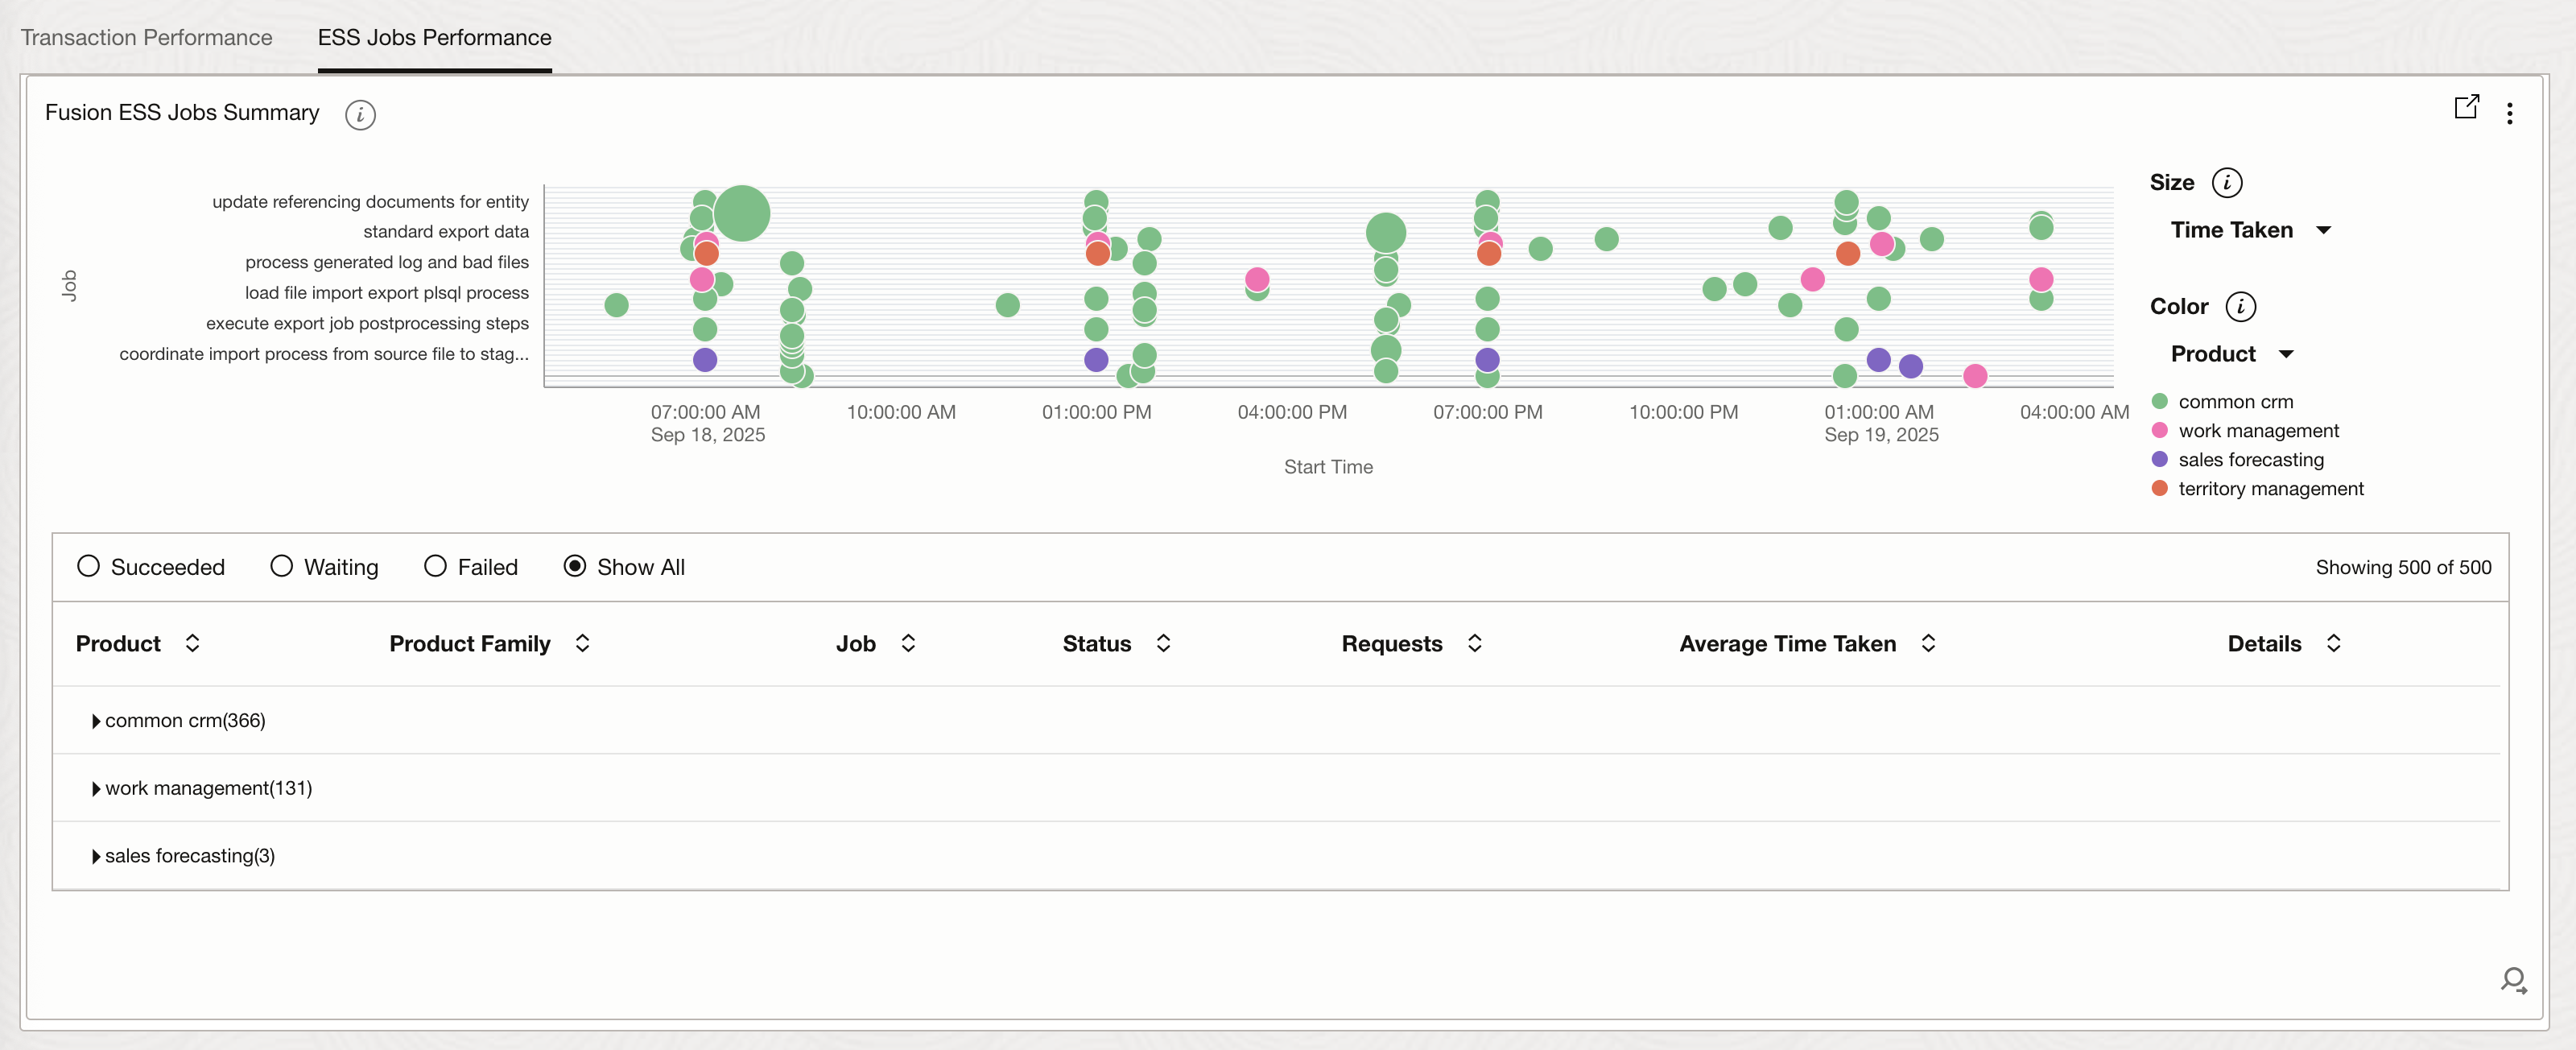 Transaction Performance
ESS Jobs Performance
Fusion ESS Jobs Summary
Job
update referencing documents for entity
standard export data
process generated log and bad files
load file import export plsql process
execute export job postprocessing steps
coordinate import process from source file to stag...
07:00:00 AM 10:00:00 AM 01:00:00 PM 04:00:00 PM 07:00:00 PM 10:00:00 PM 01:00:00 AM 04:00:00 AM
Sep 18, 2025 Sep 19, 2025
Start Time
Size
Time Taken
Color
Product
common crm
work management
sales forecasting
territory management
Succeeded Waiting Failed Show All Showing 500 of 500
Product Product Family Job Status Requests Average Time Taken Details
common crm(366)
work management(131)
sales forecasting(3)